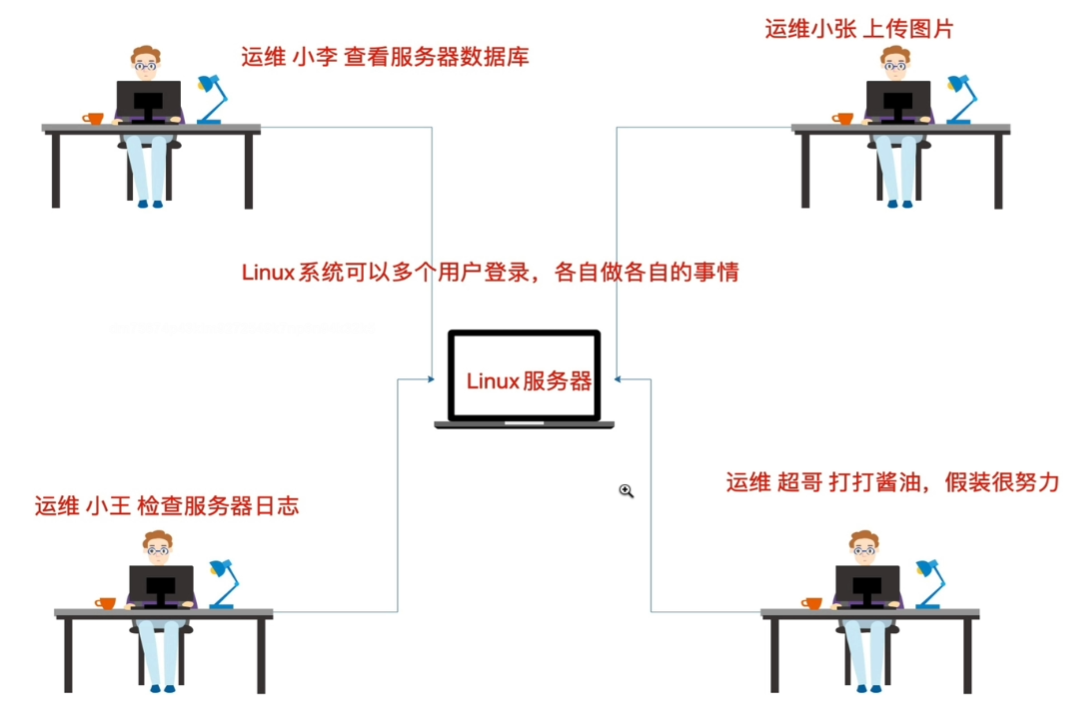 运维小张 上传图片
运维 小李 查看服务器数据库
Linux系统可以多个用户登录，各自做各自的事情
Linux服务器
运维 超哥 打打酱油，假装很努力
运维 小王 检查服务器日志